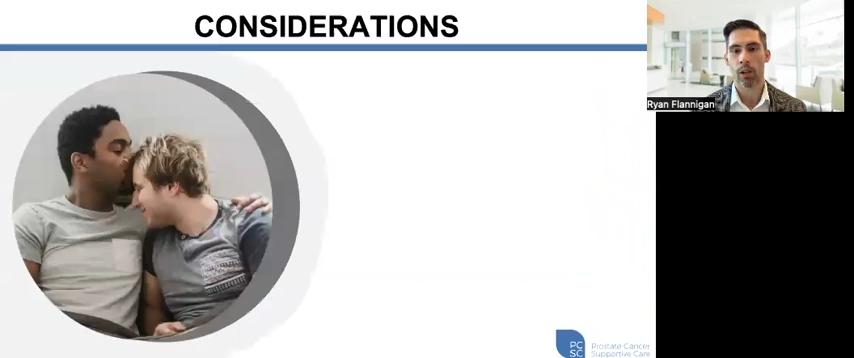 CONSIDERATIONS
Ryan Flannigan
PC
SC
Prostate Cancer
Supportive Care